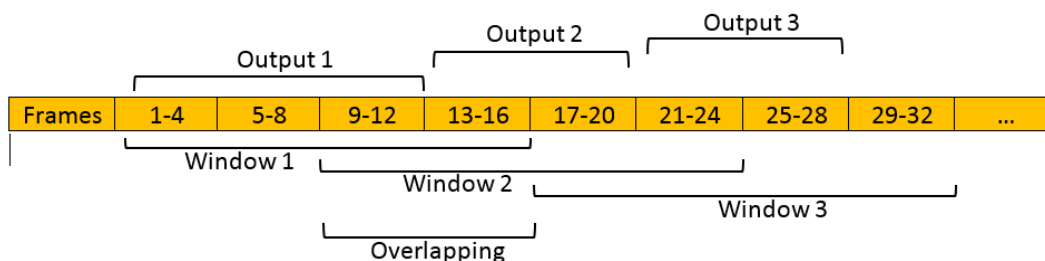 Output 1
Output 2
Output 3
Frames 1-4 5-8 9-12 13-16 17-20 21-24 25-28 29-32 ...
Window 1
Window 2
Window 3
Overlapping